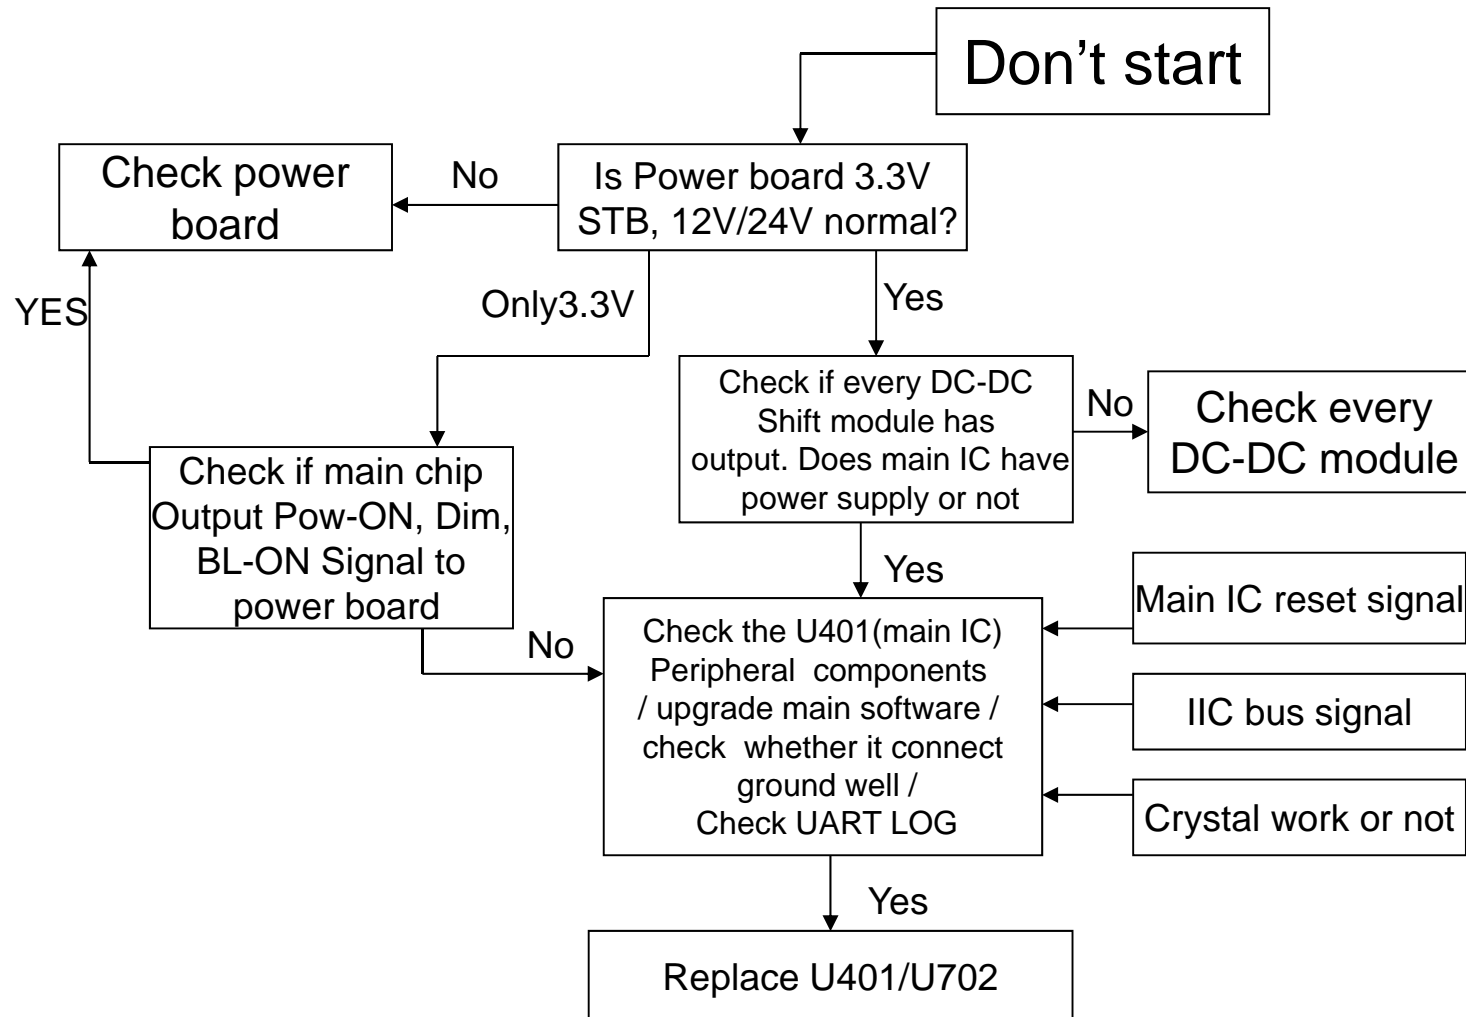 Don’t start
Check power
board
No
Is Power board 3.3V
STB, 12V/24V normal?
YES
Only3.3V
Yes
Check if every DC-DC
Shift module has
output. Does main IC have
power supply or not
No
Check every
DC-DC module
Check if main chip
Output Pow-ON, Dim,
BL-ON Signal to
power board
Yes
No
Check the U401(main IC)
Peripheral components
/ upgrade main software /
check whether it connect
ground well /
Check UART LOG
Main IC reset signal
IIC bus signal
Crystal work or not
Yes
Replace U401/U702